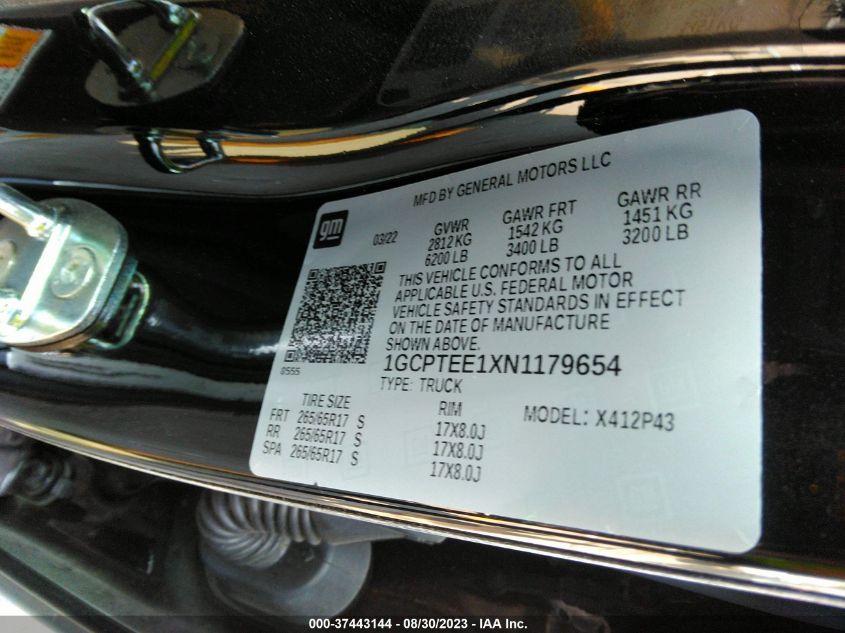 MFD BY GENERAL MOTORS LLC
gm
03/22
GVWR
2812 KG
6200 LB
GAWR FRT
1542 KG
3400 LB
GAWR RR
1451 KG
3200 LB
THIS VEHICLE CONFORMS TO ALL
APPLICABLE U.S. FEDERAL MOTOR
VEHICLE SAFETY STANDARDS IN EFFECT
ON THE DATE OF MANUFACTURE
SHOWN ABOVE.
0555
1GCPTEE1XN1179654
TYPE: TRUCK
TIRE SIZE
RIM
MODEL: X412P43
FRT 265/65R17 S 17X8.0J
RR 265/65R17 S 17X8.0J
SPA 265/65R17 S 17X8.0J
000-37443144 - 08/30/2023 - IAA Inc.